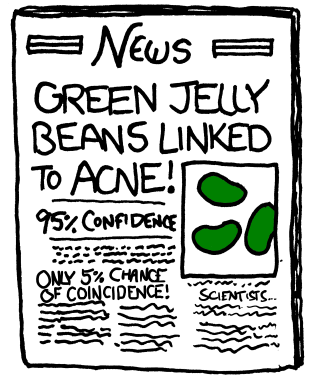 NEWS
GREEN JELLY
BEANS LINKED
TO ACNE!
95% CONFIDENCE
ONLY 5% CHANCE
OF COINCIDENCE!
SCIENTISTS...